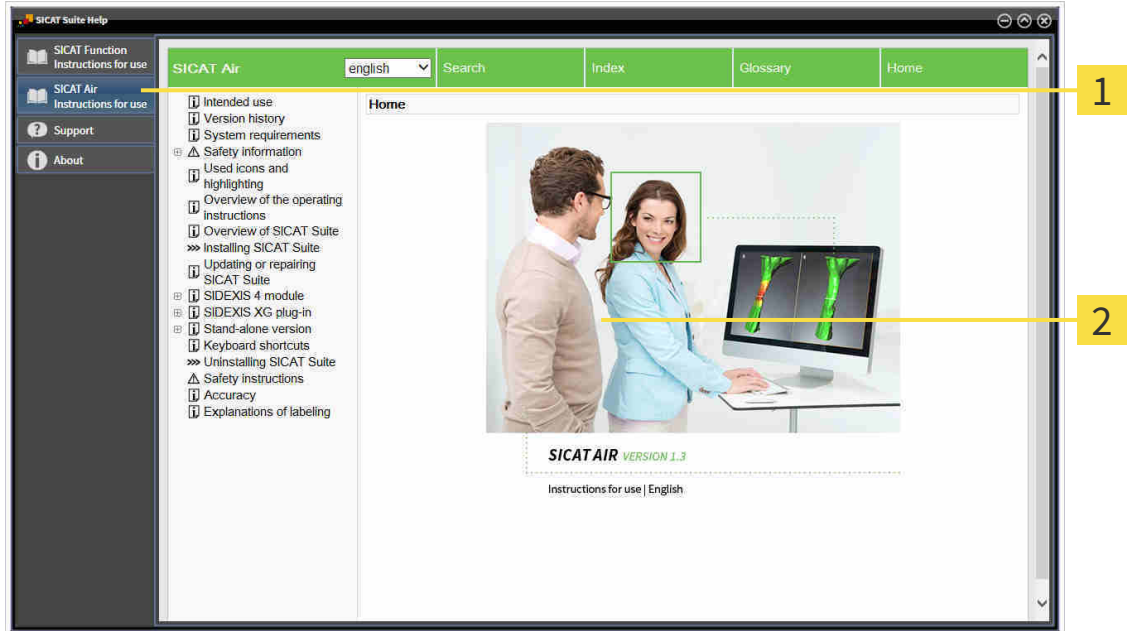 SICAT Suite Help
SICAT Function
Instructions for use
SICAT Air
Instructions for use
Support
About
SICAT Air
english
Search
Index
Glossary
Home
Intended use
Version history
System requirements
Safety information
Used icons and
highlighting
Overview of the operating
instructions
Overview of SICAT Suite
Installing SICAT Suite
Updating or repairing
SICAT Suite
SIDEXIS 4 module
SIDEXIS XG plug-in
Stand-alone version
Keyboard shortcuts
Uninstalling SICAT Suite
Safety instructions
Accuracy
Explanations of labeling
Home
SICAT AIR VERSION 1.3
Instructions for use | English
1
2